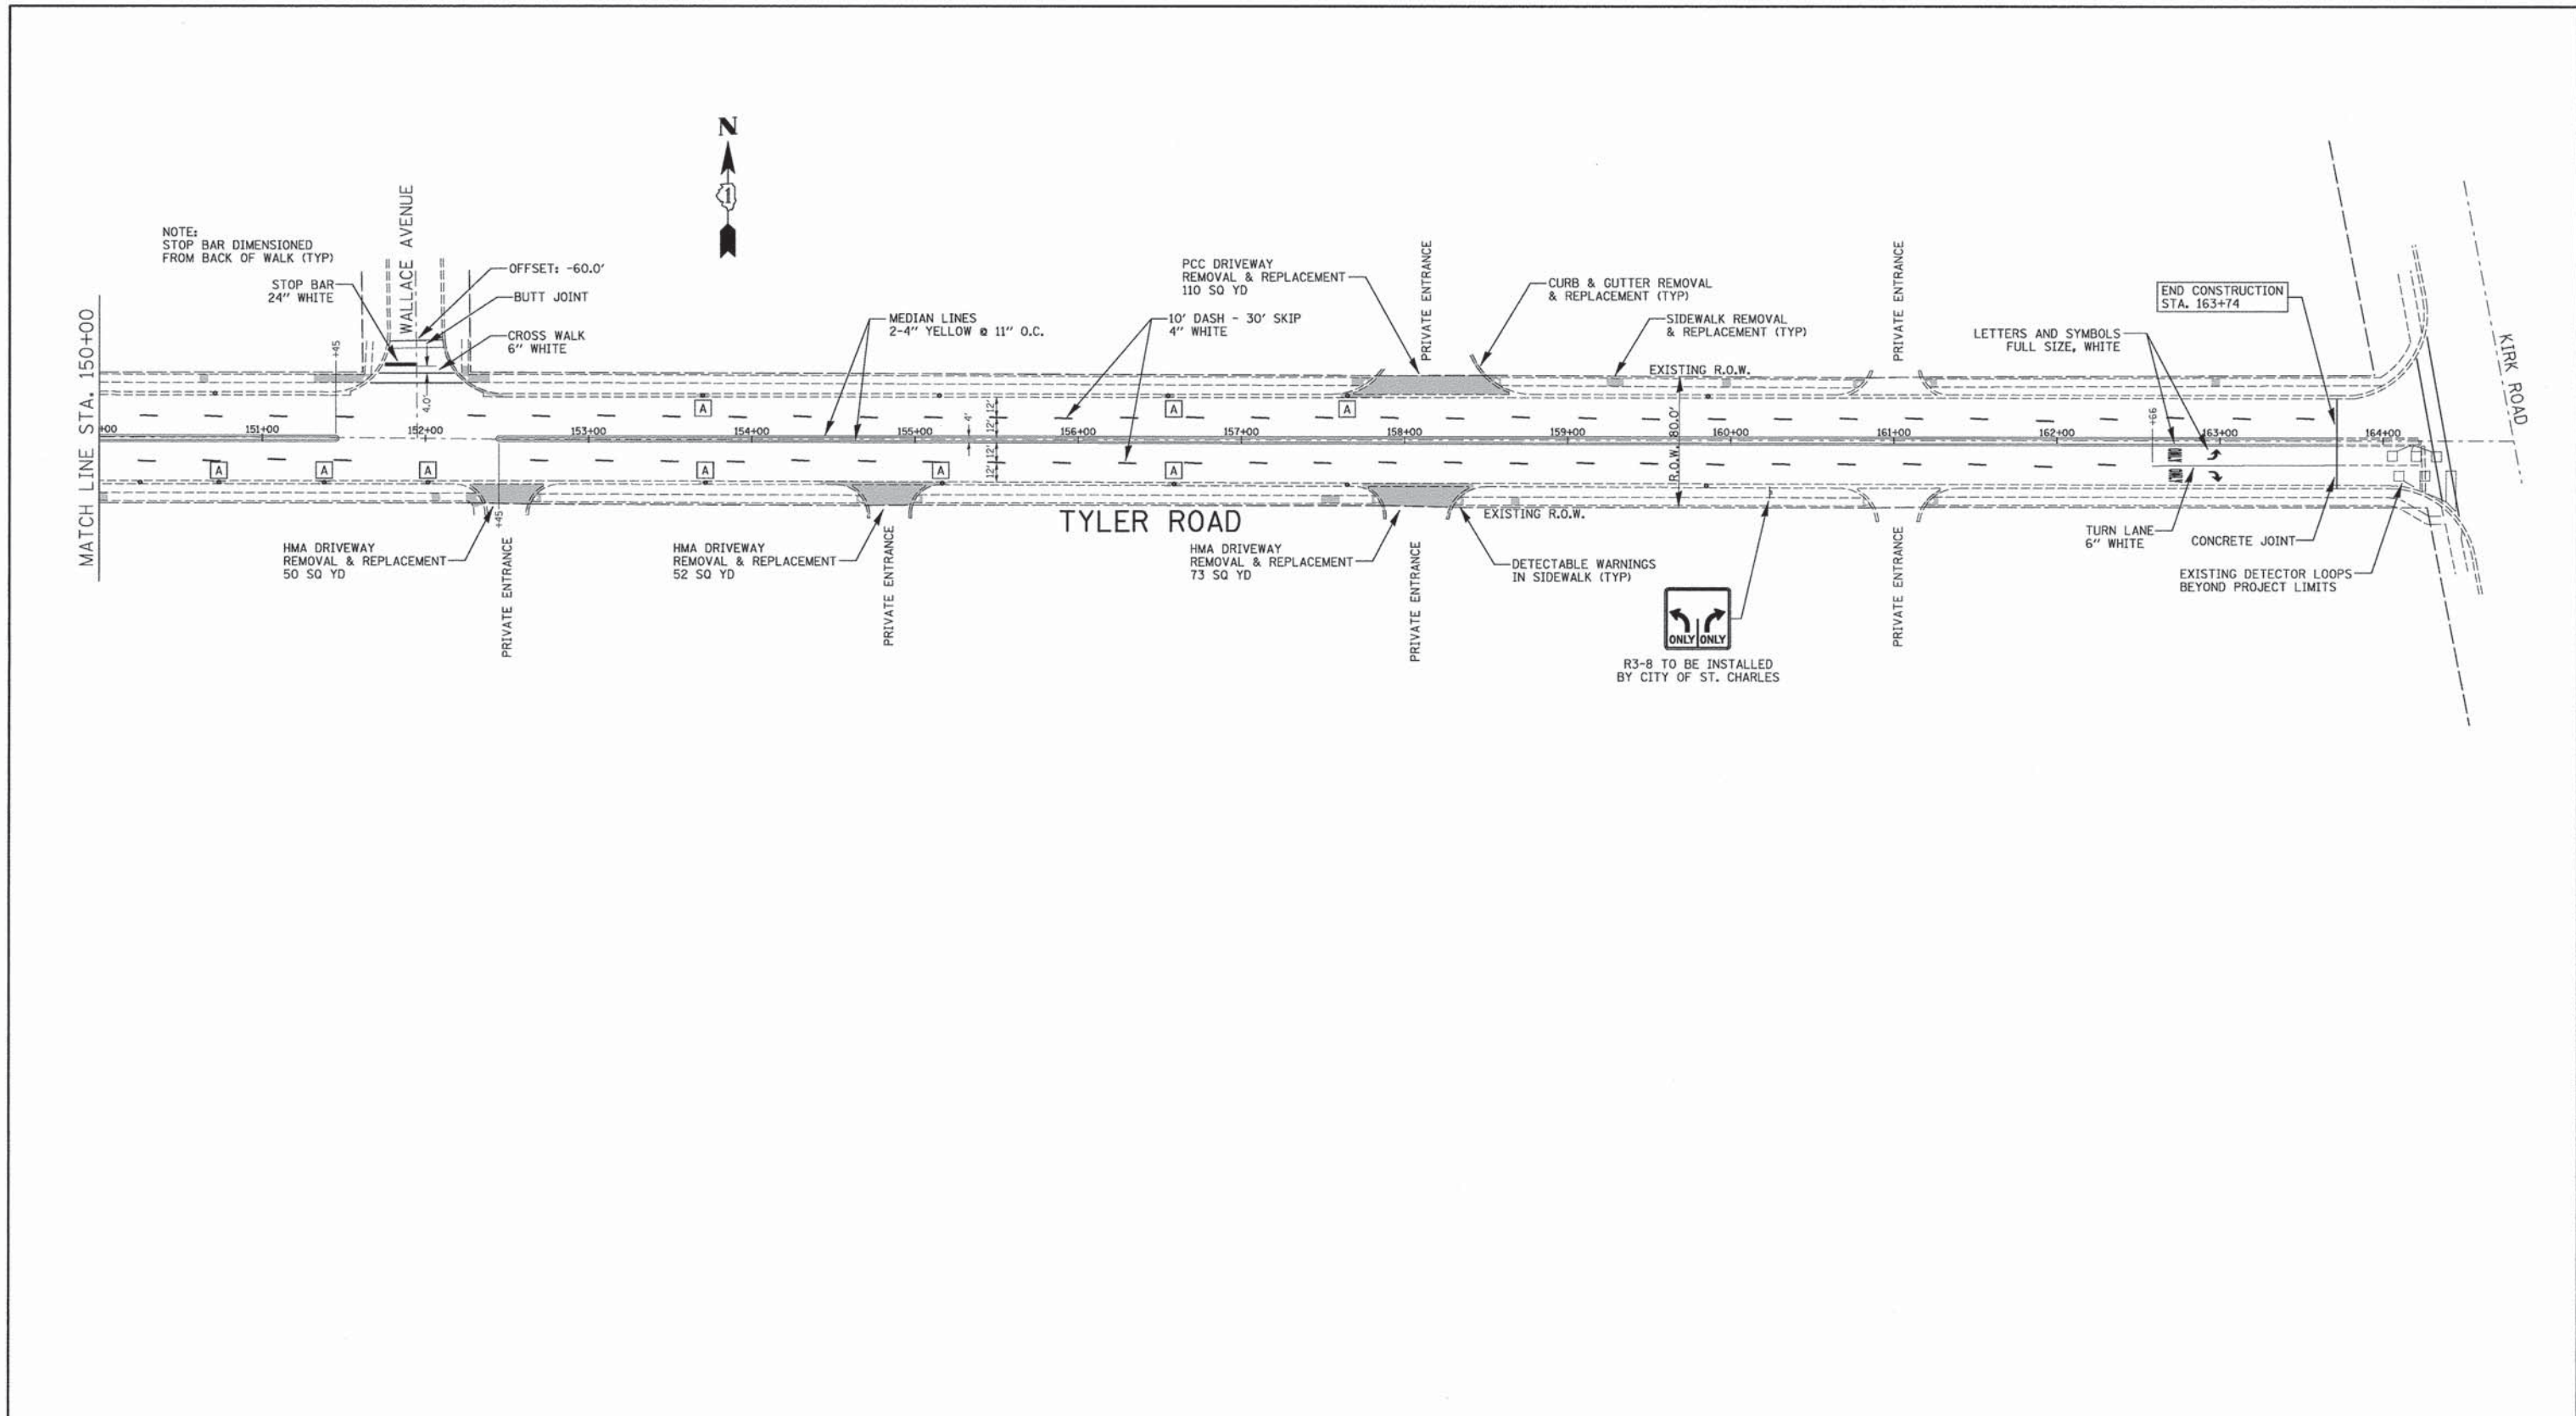 N
1
WALLACE AVENUE
NOTE:
STOP BAR DIMENSIONED
FROM BACK OF WALK (TYP)
STOP BAR
24" WHITE
OFFSET: -60.0'
BUTT JOINT
CROSS WALK
6" WHITE
MATCH LINE STA. 150+00
+45
4.0'
MEDIAN LINES
2-4" YELLOW @ 11" O.C.
10' DASH - 30' SKIP
4" WHITE
PCC DRIVEWAY
REMOVAL & REPLACEMENT
110 SQ YD
PRIVATE ENTRANCE
CURB & GUTTER REMOVAL
& REPLACEMENT (TYP)
SIDEWALK REMOVAL
& REPLACEMENT (TYP)
EXISTING R.O.W.
PRIVATE ENTRANCE
END CONSTRUCTION
STA. 163+74
LETTERS AND SYMBOLS
FULL SIZE, WHITE
KIRK ROAD
A
A
A
A
4'
12'
12'
12'
12'
R.O.W. 80.0'
+66
+00
151+00
152+00
153+00
154+00
155+00
156+00
157+00
158+00
159+00
160+00
161+00
162+00
163+00
164+00
ONLY
ONLY
A
A
A
A
A
A
+45
TYLER ROAD
EXISTING R.O.W.
HMA DRIVEWAY
REMOVAL & REPLACEMENT
50 SQ YD
PRIVATE ENTRANCE
HMA DRIVEWAY
REMOVAL & REPLACEMENT
52 SQ YD
PRIVATE ENTRANCE
HMA DRIVEWAY
REMOVAL & REPLACEMENT
73 SQ YD
PRIVATE ENTRANCE
DETECTABLE WARNINGS
IN SIDEWALK (TYP)
ONLY ONLY
R3-8 TO BE INSTALLED
BY CITY OF ST. CHARLES
PRIVATE ENTRANCE
TURN LANE
6" WHITE
CONCRETE JOINT
EXISTING DETECTOR LOOPS
BEYOND PROJECT LIMITS